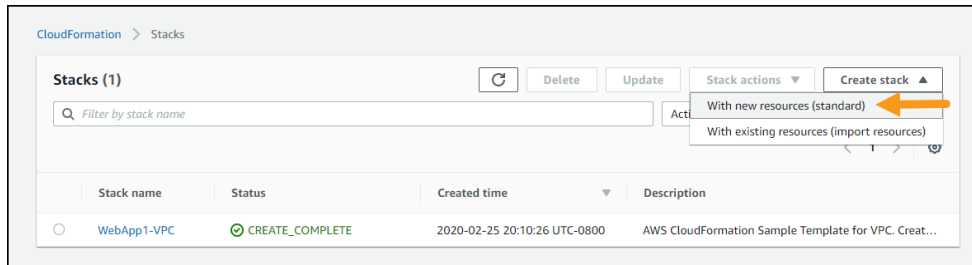 CloudFormation > Stacks
Stacks (1)
Delete
Update
Stack actions
Create stack
Filter by stack name
With new resources (standard)
With existing resources (import resources)
1
Stack name Status Created time Description
WebApp1-VPC CREATE_COMPLETE 2020-02-25 20:10:26 UTC-0800 AWS CloudFormation Sample Template for VPC. Creat...